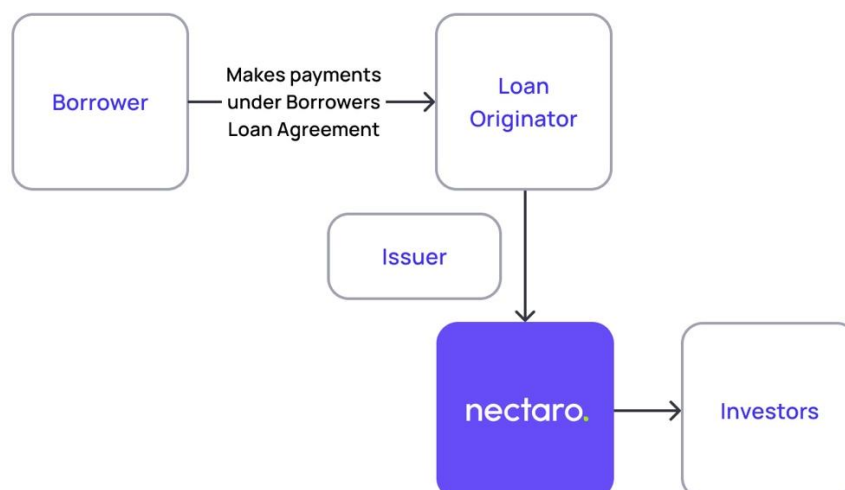 Borrower
Makes payments
under Borrowers
Loan Agreement
Loan
Originator
Issuer
nectaro.
Investors